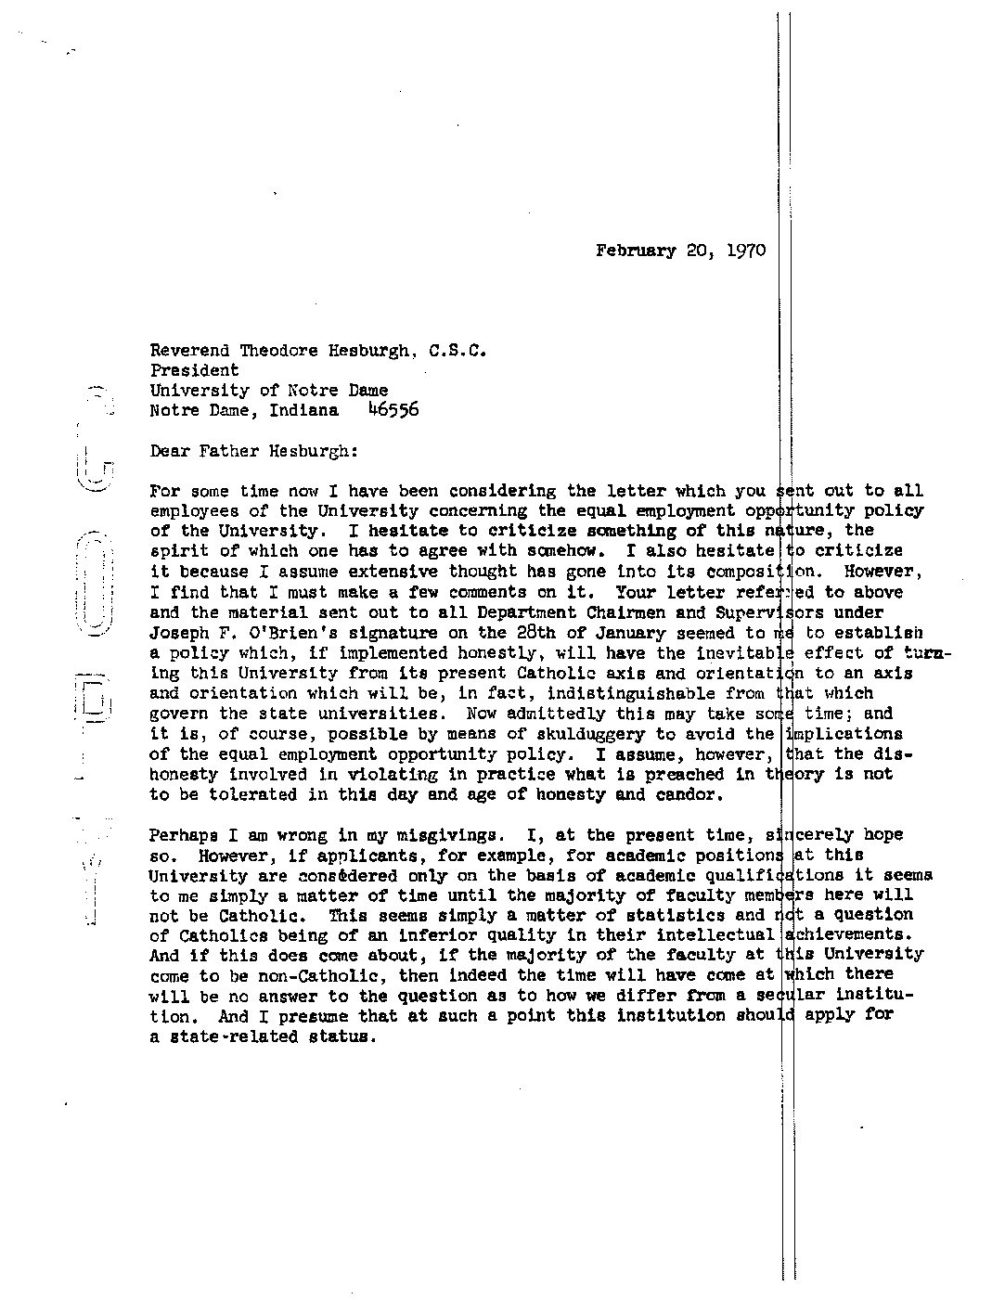 February 20, 1970
Reverend Theodore Hesburgh, C.S.C.
President
University of Notre Dame
Notre Dame, Indiana 46556
Dear Father Hesburgh:
For some time now I have been considering the letter which you sent out to all
employees of the University concerning the equal employment opportunity policy
of the University. I hesitate to criticize something of this nature, the
spirit of which one has to agree with somehow. I also hesitate to criticize
it because I assume extensive thought has gone into its composition. However,
I find that I must make a few comments on it. Your letter referred to above
and the material sent out to all Department Chairmen and Supervisors under
Joseph F. O'Brien's signature on the 28th of January seemed to me to establish
a policy which, if implemented honestly, will have the inevitable effect of turn-
ing this University from its present Catholic axis and orientation to an axis
and orientation which will be, in fact, indistinguishable from that which
govern the state universities. Now admittedly this may take some time; and
it is, of course, possible by means of skulduggery to avoid the implications
of the equal employment opportunity policy. I assume, however, that the dis-
honesty involved in violating in practice what is preached in theory is not
to be tolerated in this day and age of honesty and candor.
Perhaps I am wrong in my misgivings. I, at the present time, sincerely hope
so. However, if applicants, for example, for academic positions at this
University are considered only on the basis of academic qualifications it seems
to me simply a matter of time until the majority of faculty members here will
not be Catholic. This seems simply a matter of statistics and not a question
of Catholics being of an inferior quality in their intellectual achievements.
And if this does come about, if the majority of the faculty at this University
come to be non-Catholic, then indeed the time will have come at which there
will be no answer to the question as to how we differ from a secular institu-
tion. And I presume that at such a point this institution should apply for
a state-related status.